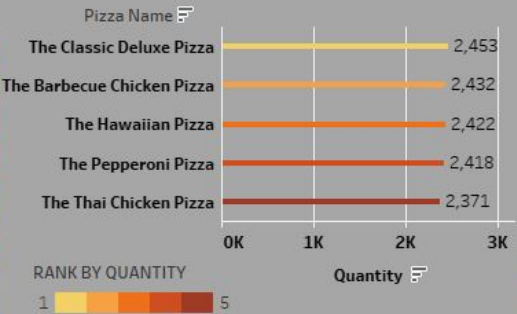 Pizza Name
The Classic Deluxe Pizza 2,453
The Barbecue Chicken Pizza 2,432
The Hawaiian Pizza 2,422
The Pepperoni Pizza 2,418
The Thai Chicken Pizza 2,371
0K 1K 2K 3K
Quantity
RANK BY QUANTITY
1 5